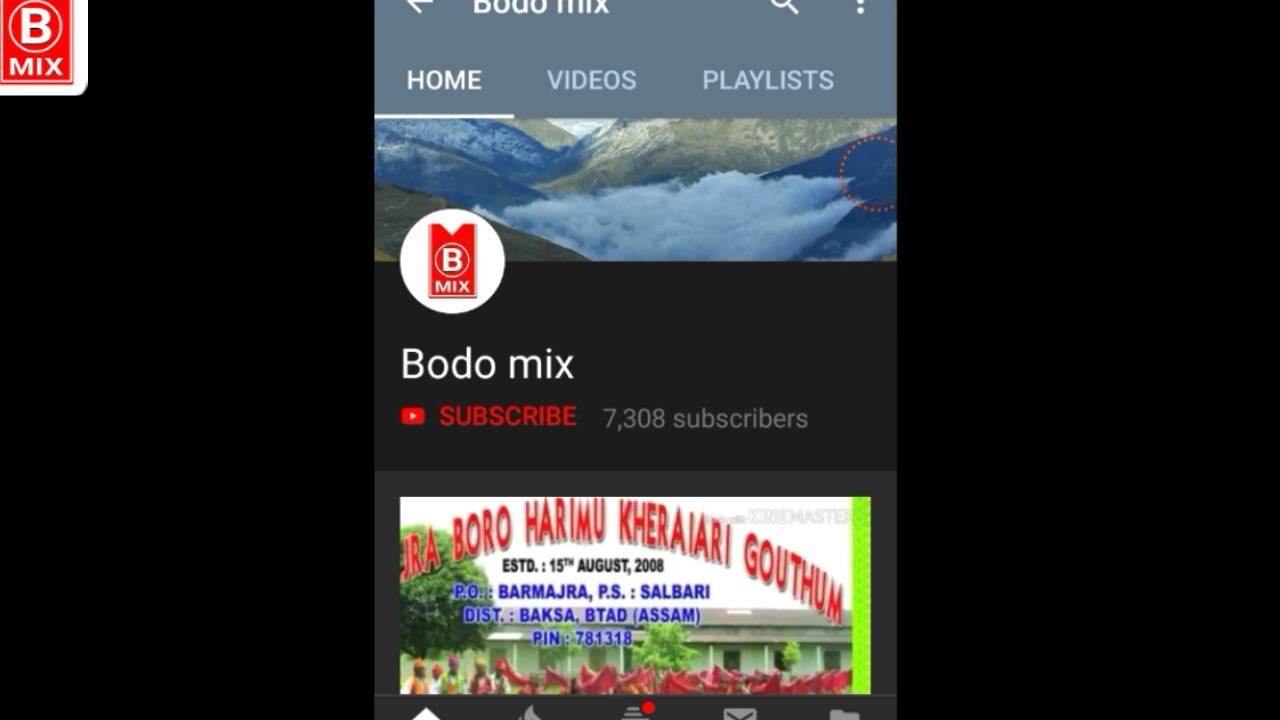 B
MIX
Bodo mix
HOME VIDEOS PLAYLISTS
B
MIX
Bodo mix
SUBSCRIBE 7,308 subscribers
KINEMASTER
JRA BORO HARIMU KHERAIARI GOUTHUM
ESTD. : 15TH AUGUST, 2008
P.O. : BARMAJRA, P.S. : SALBARI
DIST. : BAKSA, BTAD (ASSAM)
PIN : 781318